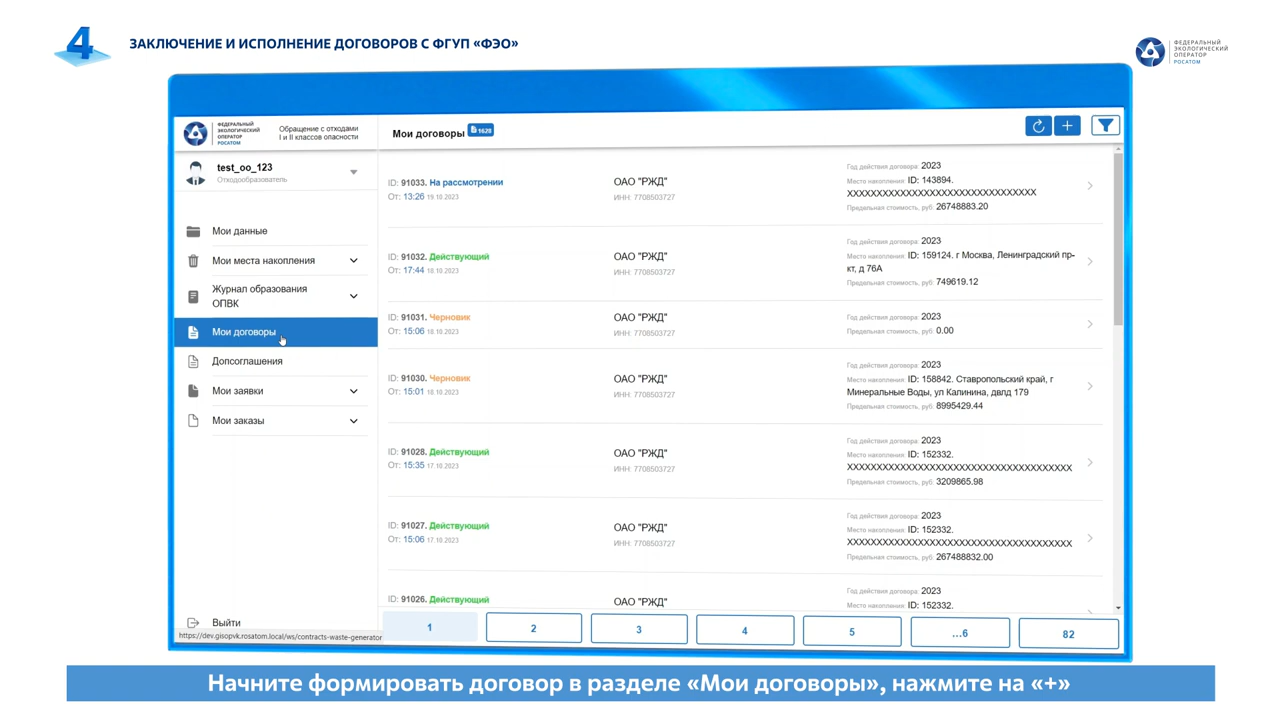 4
ЗАКЛЮЧЕНИЕ И ИСПОЛНЕНИЕ ДОГОВОРОВ С ФГУП «ФЭО»
ФЕДЕРАЛЬНЫЙ
ЭКОЛОГИЧЕСКИЙ
ОПЕРАТОР
РОСАТОМ
ФЕДЕРАЛЬНЫЙ
ЭКОЛОГИЧЕСКИЙ
ОПЕРАТОР
РОСАТОМ
Обращение с отходами
I и II классов опасности
test_oo_123
Отходообразователь
Мои данные
Мои места накопления
Журнал образования
ОПВК
Мои договоры
Допсоглашения
Мои заявки
Мои заказы
Выйти
https://dev.gisopvk.rosatom.local/ws/contracts-waste-generator
Мои договоры 1628
ID: 91033. На рассмотрении
От: 13:26 19.10.2023
ОАО "РЖД"
ИНН: 7708503727
Год действия договора: 2023
Место накопления: ID: 143894.
XXXXXXXXXXXXXXXXXXXXXXXXXXXXXXXXX
Предельная стоимость, руб: 26748883.20
ID: 91032. Действующий
От: 17:44 18.10.2023
ОАО "РЖД"
ИНН: 7708503727
Год действия договора: 2023
Место накопления: ID: 159124. г Москва, Ленинградский пр-
кт, д 76А
Предельная стоимость, руб: 749619.12
ID: 91031. Черновик
От: 15:06 18.10.2023
ОАО "РЖД"
ИНН: 7708503727
Год действия договора: 2023
Предельная стоимость, руб: 0.00
ID: 91030. Черновик
От: 15:01 18.10.2023
ОАО "РЖД"
ИНН: 7708503727
Год действия договора: 2023
Место накопления: ID: 158842. Ставропольский край, г
Минеральные Воды, ул Калинина, двлд 179
Предельная стоимость, руб: 8995429.44
ID: 91028. Действующий
От: 15:35 17.10.2023
ОАО "РЖД"
ИНН: 7708503727
Год действия договора: 2023
Место накопления: ID: 152332.
XXXXXXXXXXXXXXXXXXXXXXXXXXXXXXXXXXXXXXX
Предельная стоимость, руб: 3209865.98
ID: 91027. Действующий
От: 15:06 17.10.2023
ОАО "РЖД"
ИНН: 7708503727
Год действия договора: 2023
Место накопления: ID: 152332.
XXXXXXXXXXXXXXXXXXXXXXXXXXXXXXXXXXXXXXX
Предельная стоимость, руб: 267488832.00
ID: 91026. Действующий
ОАО "РЖД"
Год действия договора: 2023
Место накопления: ID: 152332.
1 2 3 4 5 ...6 82
Начните формировать договор в разделе «Мои договоры», нажмите на «+»